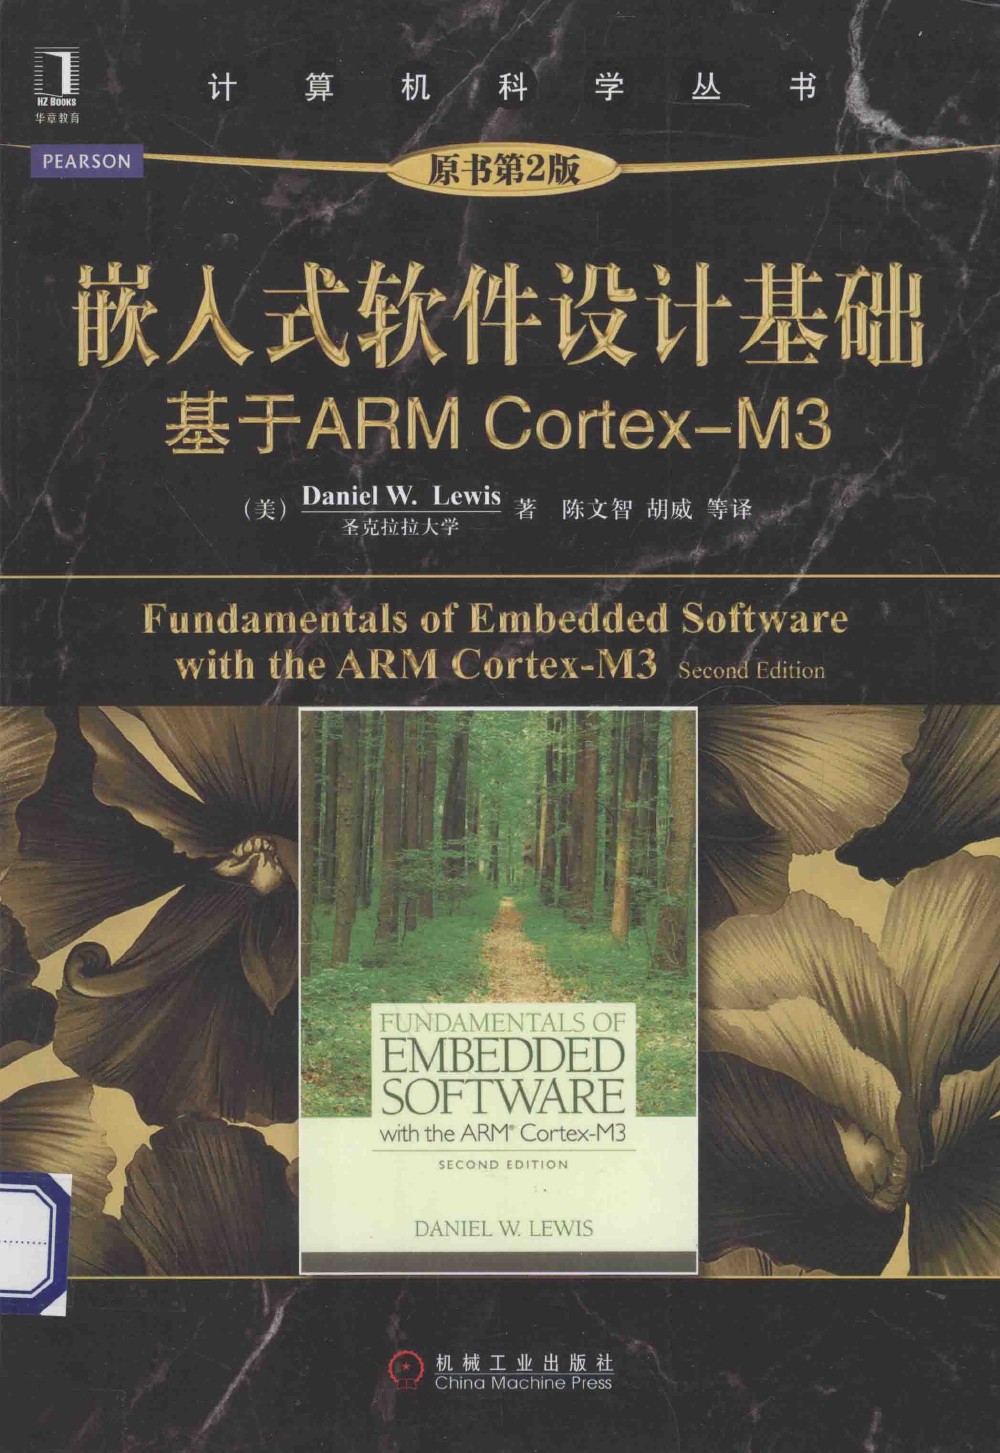 HZ BOOKS
华章教育
计算机科学丛书
PEARSON
原书第2版
嵌入式软件设计基础
基于ARM Cortex-M3
(美) Daniel W. Lewis 著 陈文智 胡威 等译
圣克拉拉大学
Fundamentals of Embedded Software
with the ARM Cortex-M3 Second Edition
FUNDAMENTALS OF
EMBEDDED
SOFTWARE
with the ARM® Cortex-M3
SECOND EDITION
DANIEL W. LEWIS
机械工业出版社
China Machine Press